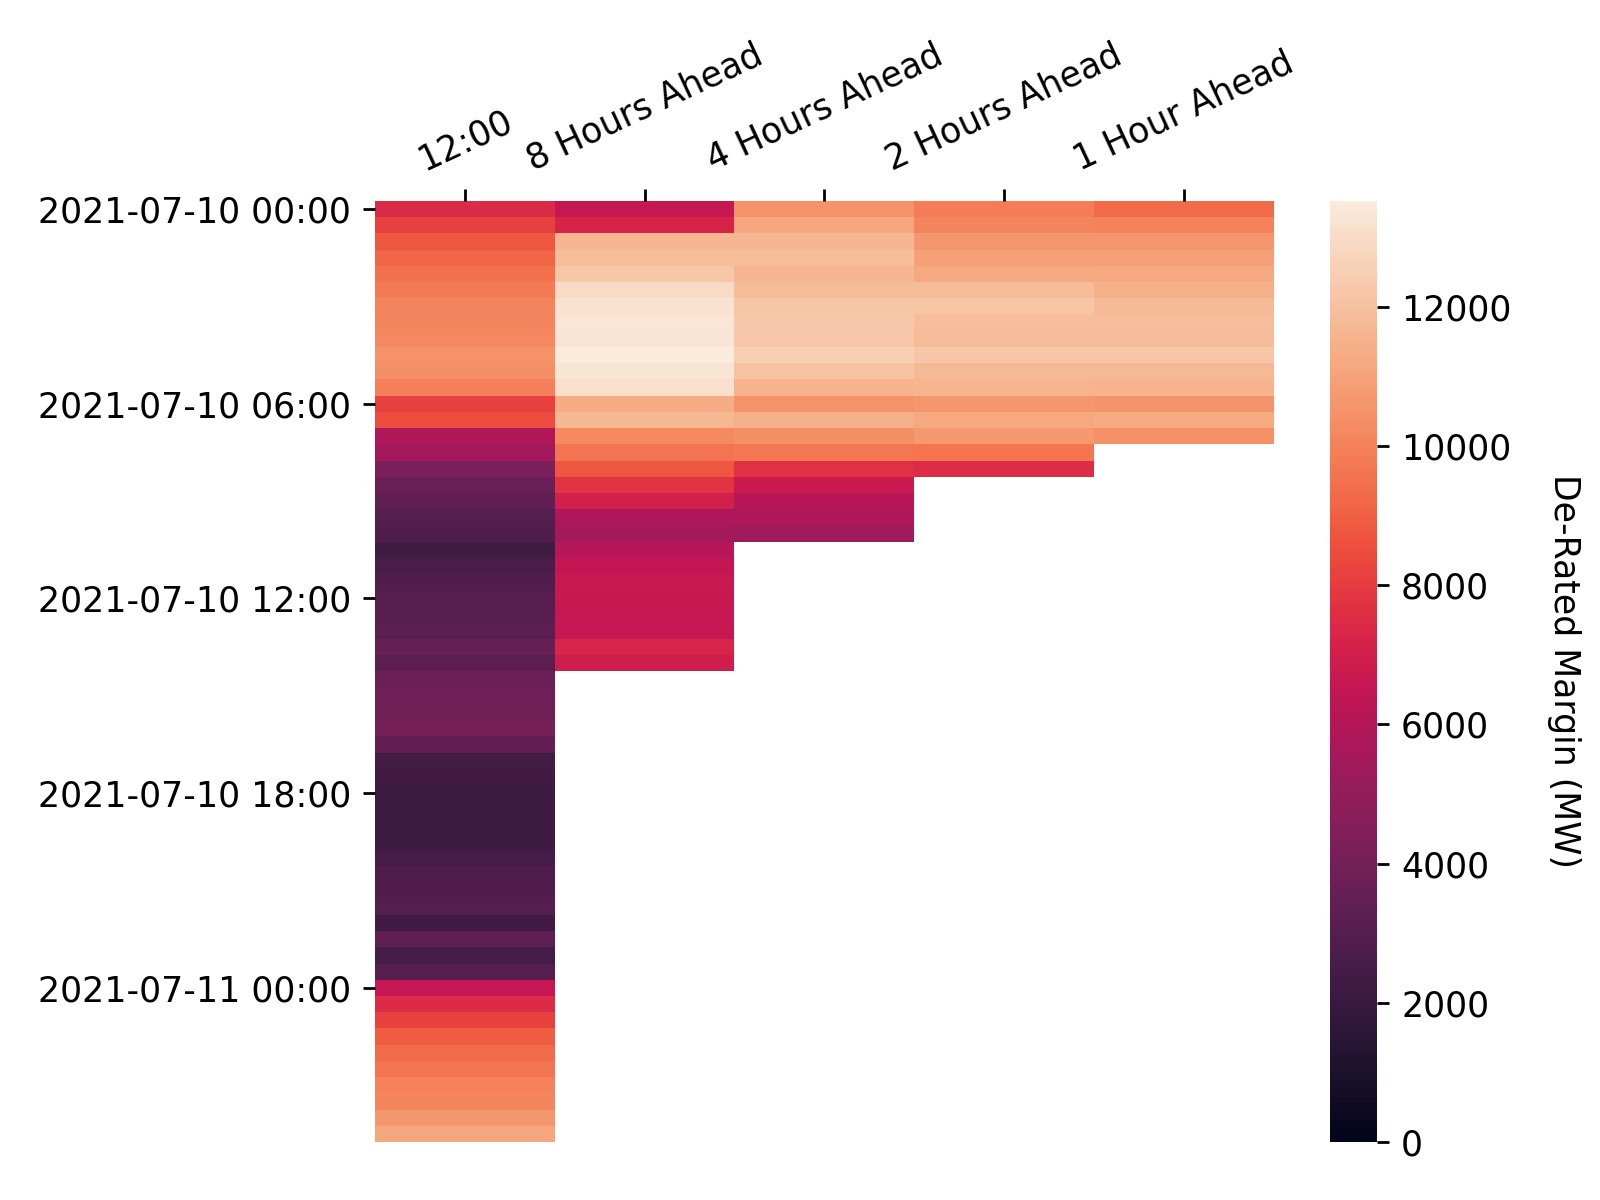 12:00
8 Hours Ahead
4 Hours Ahead
2 Hours Ahead
1 Hour Ahead
2021-07-10 00:00
2021-07-10 06:00
2021-07-10 12:00
2021-07-10 18:00
2021-07-11 00:00
12000
10000
8000
6000
4000
2000
0
De-Rated Margin (MW)